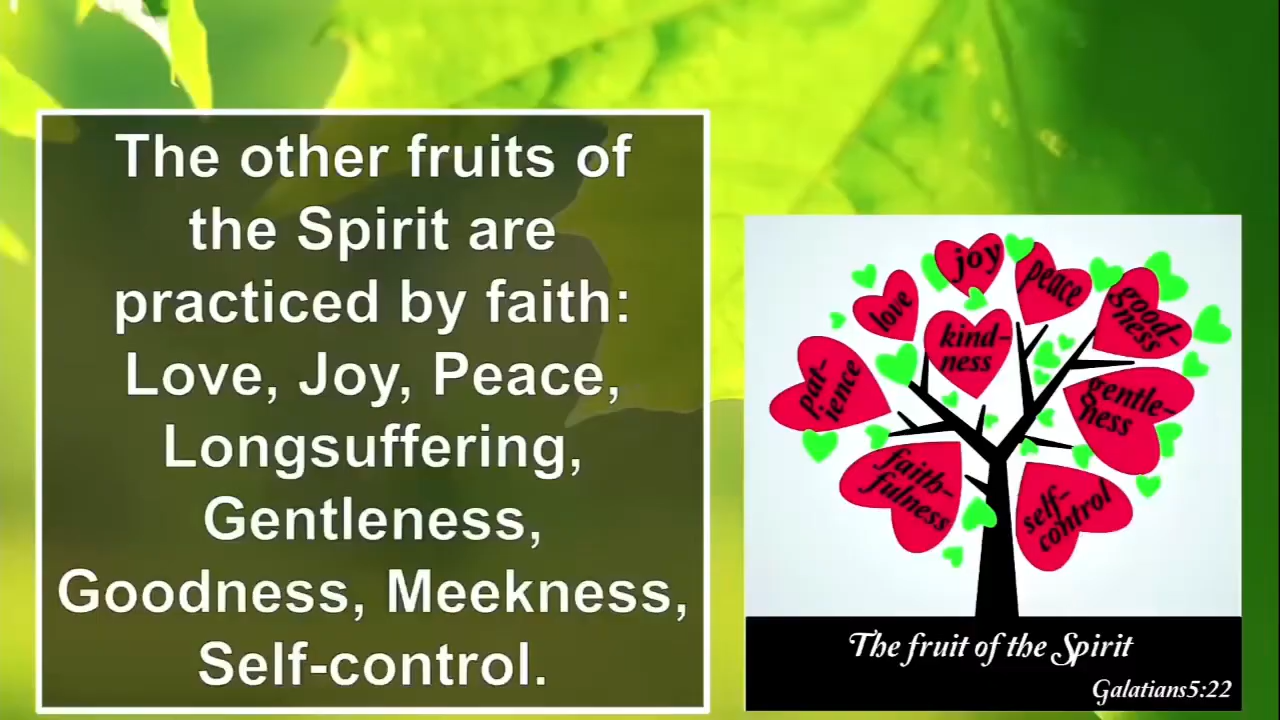 The other fruits of
the Spirit are
practiced by faith:
Love, Joy, Peace,
Longsuffering,
Gentleness,
Goodness, Meekness,
Self-control.
joy
peace
love
good-
ness
kind-
ness
pat-
ience
gentle-
ness
faith-
fulness
self-
control
The fruit of the Spirit
Galatians5:22